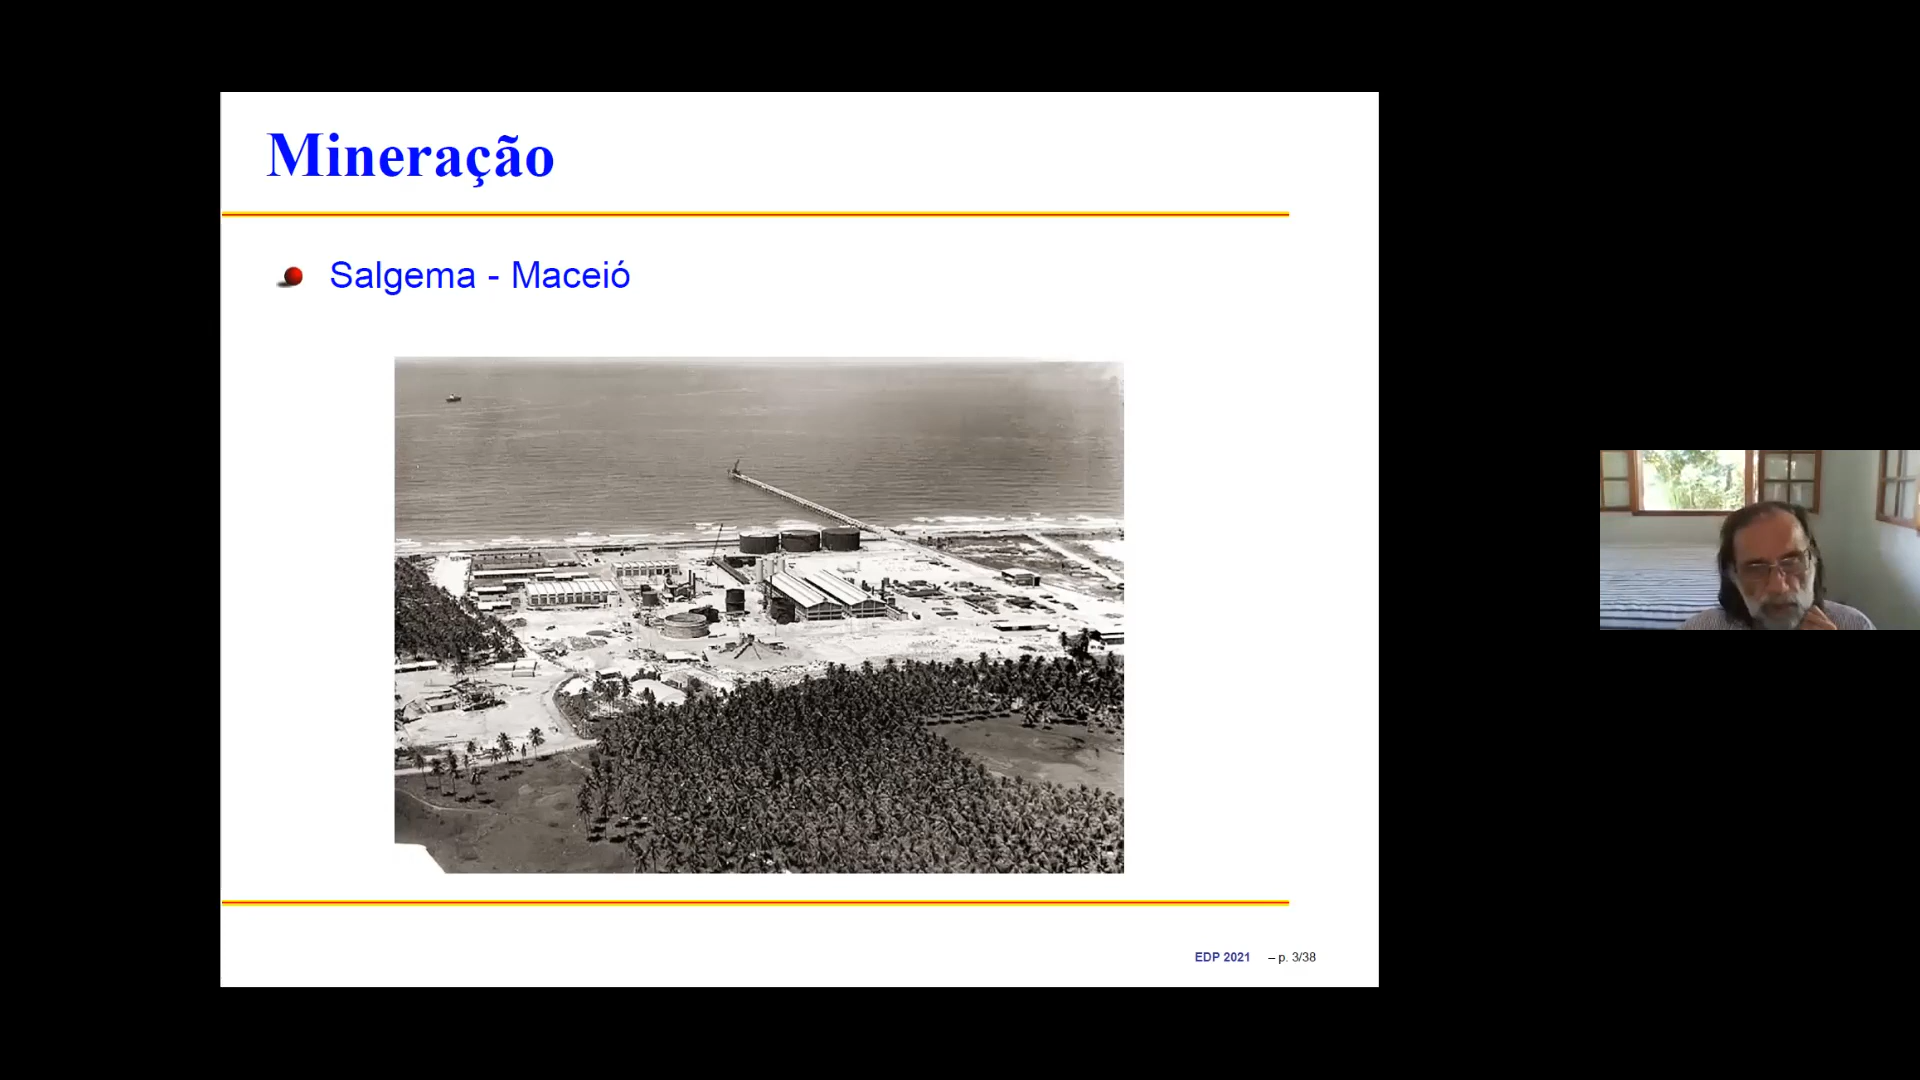 Mineração
Salgema - Maceió
EDP 2021 – p. 3/38